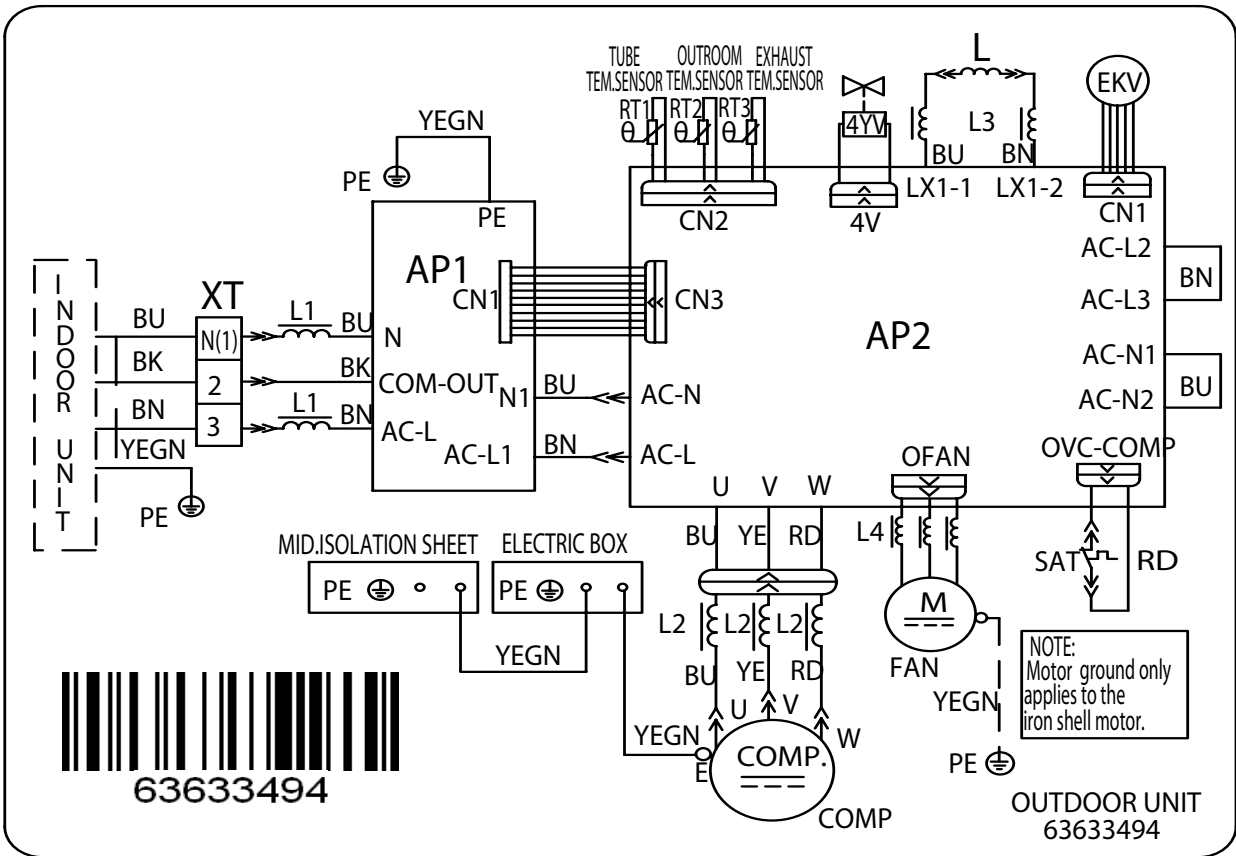 TUBE
TEM.SENSOR
OUTROOM
TEM.SENSOR
EXHAUST
TEM.SENSOR
RT1
θ
RT2
θ
RT3
θ
4YV
L
L3
BU
BN
EKV
YEGN
PE
PE
CN2
4V
LX1-1
LX1-2
CN1
AP1
CN1
CN3
AP2
AC-L2
BN
AC-L3
AC-N1
BU
AC-N2
INDOOR UNIT
XT
BU
N(1)
L1
BU
N
BK
2
BK
COM-OUT
BN
3
L1
BN
AC-L
YEGN
PE
N1
BU
AC-N
AC-L1
BN
AC-L
U
V
W
OFAN
OVC-COMP
BU
YE
RD
L4
SAT
RD
MID.ISOLATION SHEET
PE
ELECTRIC BOX
PE
YEGN
L2
L2
L2
BU
YE
RD
U
V
W
YEGN
E
COMP.
COMP
M
FAN
YEGN
PE
NOTE:
Motor ground only
applies to the
iron shell motor.
63633494
OUTDOOR UNIT
63633494